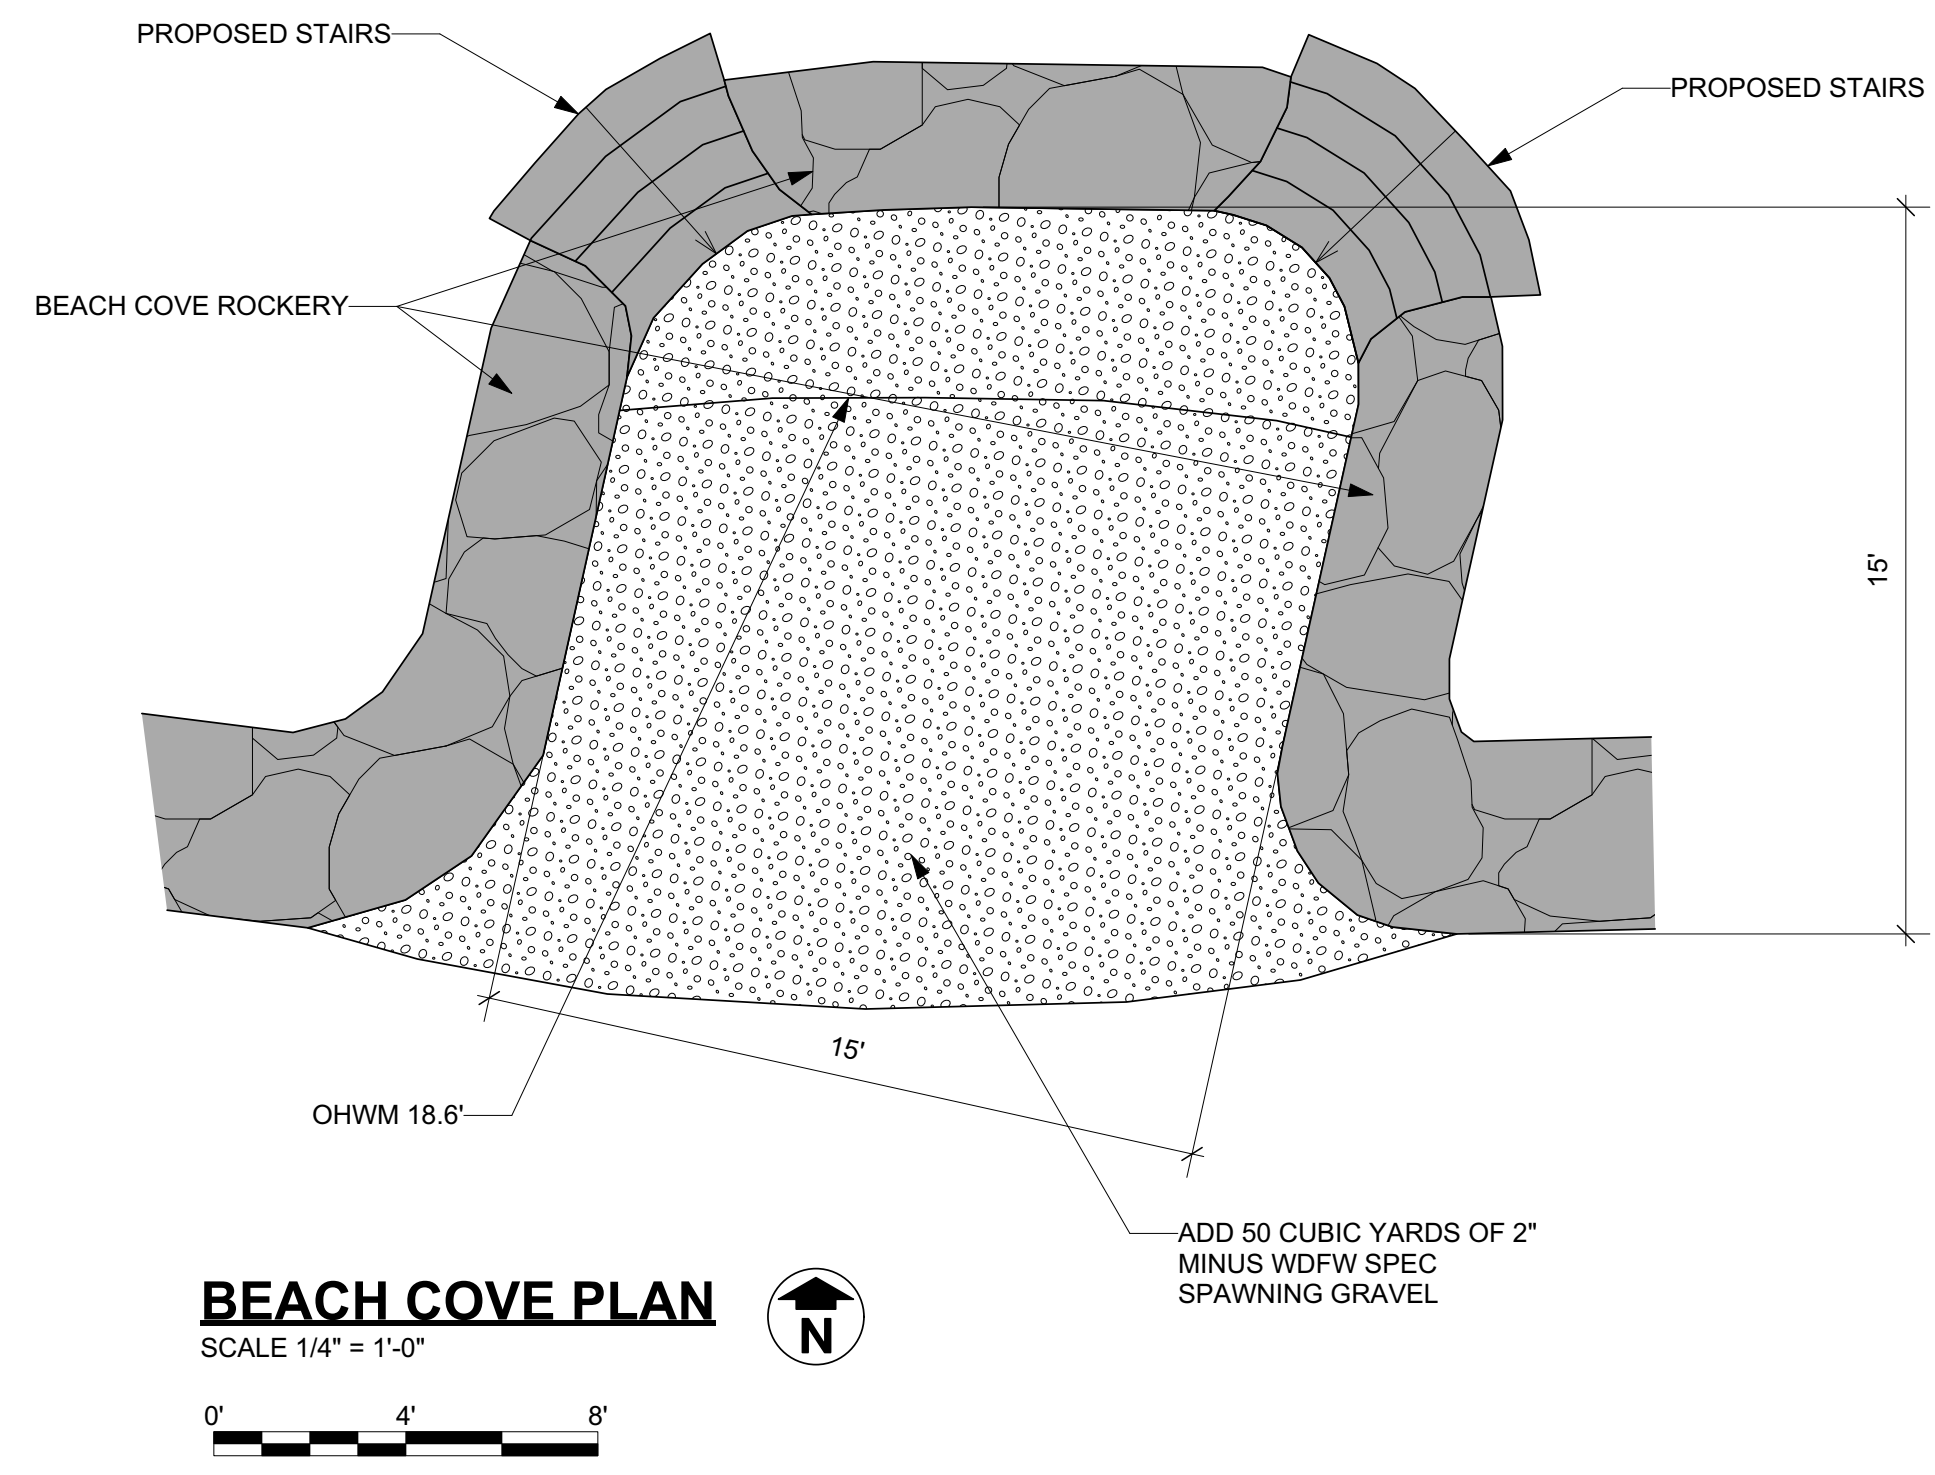 PROPOSED STAIRS
PROPOSED STAIRS
BEACH COVE ROCKERY
15'
15'
OHWM 18.6'
ADD 50 CUBIC YARDS OF 2"
MINUS WDFW SPEC
SPAWNING GRAVEL
BEACH COVE PLAN
N
SCALE 1/4" = 1'-0"
0' 4' 8'